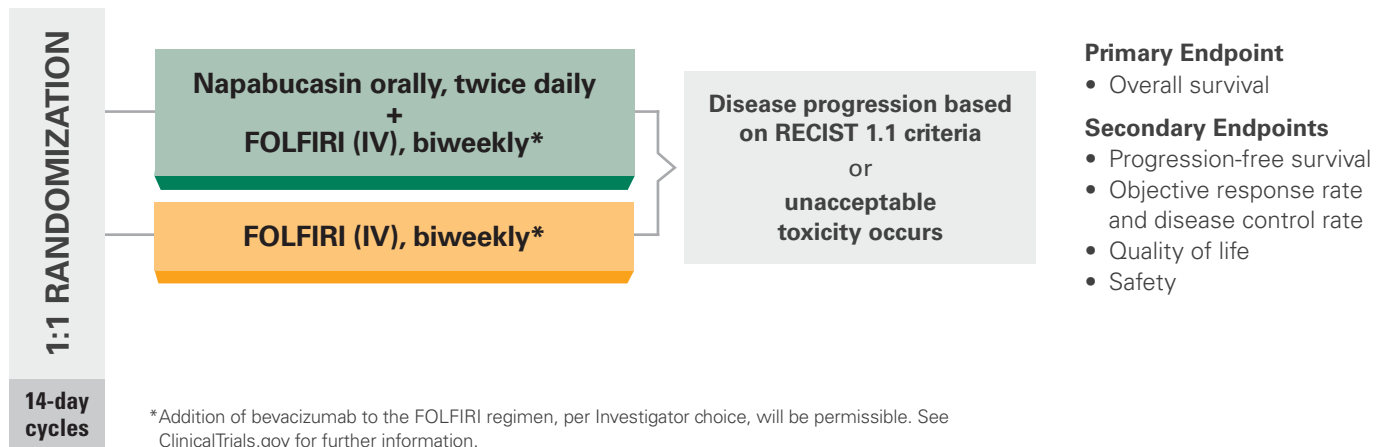 1:1 RANDOMIZATION
14-day
cycles
Napabucasin orally, twice daily
+
FOLFIRI (IV), biweekly*
FOLFIRI (IV), biweekly*
Disease progression based
on RECIST 1.1 criteria
or
unacceptable
toxicity occurs
Primary Endpoint
• Overall survival
Secondary Endpoints
• Progression-free survival
• Objective response rate
and disease control rate
• Quality of life
• Safety
*Addition of bevacizumab to the FOLFIRI regimen, per Investigator choice, will be permissible. See
ClinicalTrials.gov for further information.